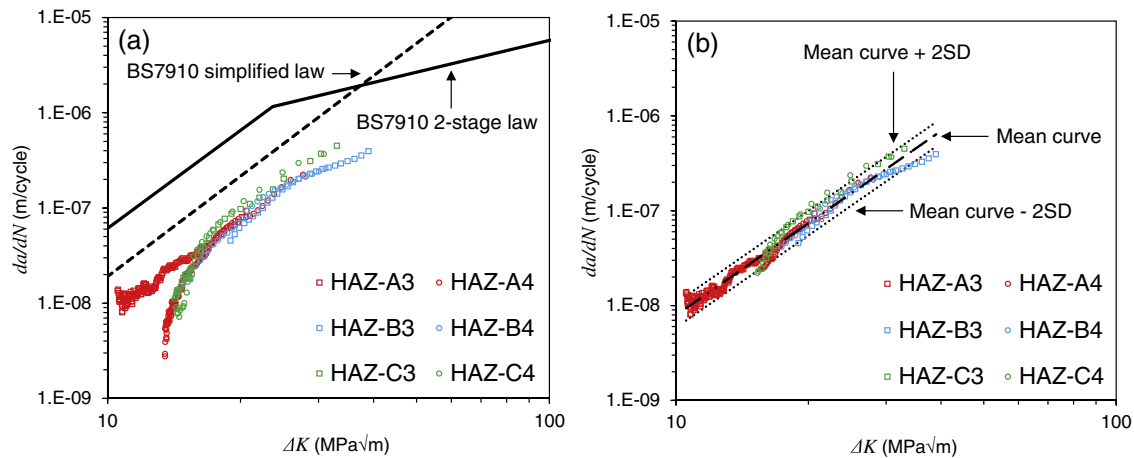 (a)
1.E-05
1.E-06
1.E-07
1.E-08
1.E-09
da/dN (m/cycle)
BS7910 simplified law
BS7910 2-stage law
HAZ-A3 HAZ-A4
HAZ-B3 HAZ-B4
HAZ-C3 HAZ-C4
10 100
ΔK (MPa√m)
(b)
1.E-05
1.E-06
1.E-07
1.E-08
1.E-09
da/dN (m/cycle)
Mean curve + 2SD
Mean curve
Mean curve - 2SD
HAZ-A3 HAZ-A4
HAZ-B3 HAZ-B4
HAZ-C3 HAZ-C4
10 100
ΔK (MPa√m)